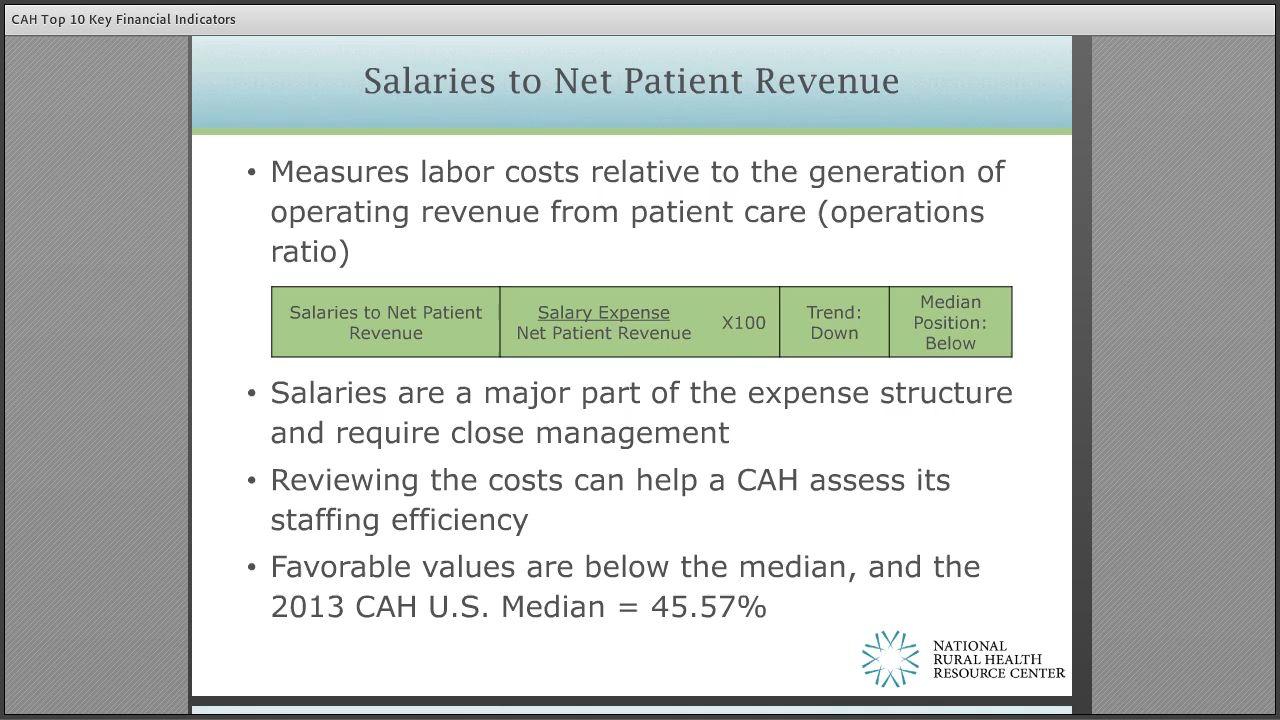 CAH Top 10 Key Financial Indicators
Salaries to Net Patient Revenue
• Measures labor costs relative to the generation of
operating revenue from patient care (operations
ratio)
Salaries to Net Patient
Revenue
Salary Expense
Net Patient Revenue
X100
Trend:
Down
Median
Position:
Below
• Salaries are a major part of the expense structure
and require close management
• Reviewing the costs can help a CAH assess its
staffing efficiency
• Favorable values are below the median, and the
2013 CAH U.S. Median = 45.57%
NATIONAL
RURAL HEALTH
RESOURCE CENTER